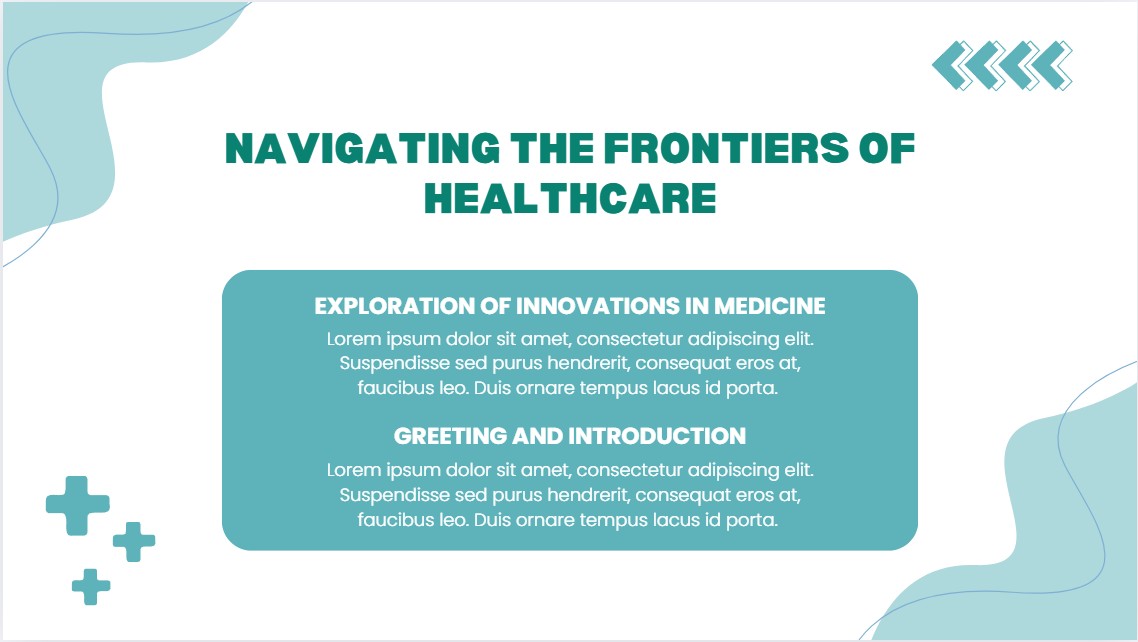 NAVIGATING THE FRONTIERS OF
HEALTHCARE
EXPLORATION OF INNOVATIONS IN MEDICINE
Lorem ipsum dolor sit amet, consectetur adipiscing elit.
Suspendisse sed purus hendrerit, consequat eros at,
faucibus leo. Duis ornare tempus lacus id porta.
GREETING AND INTRODUCTION
Lorem ipsum dolor sit amet, consectetur adipiscing elit.
Suspendisse sed purus hendrerit, consequat eros at,
faucibus leo. Duis ornare tempus lacus id porta.